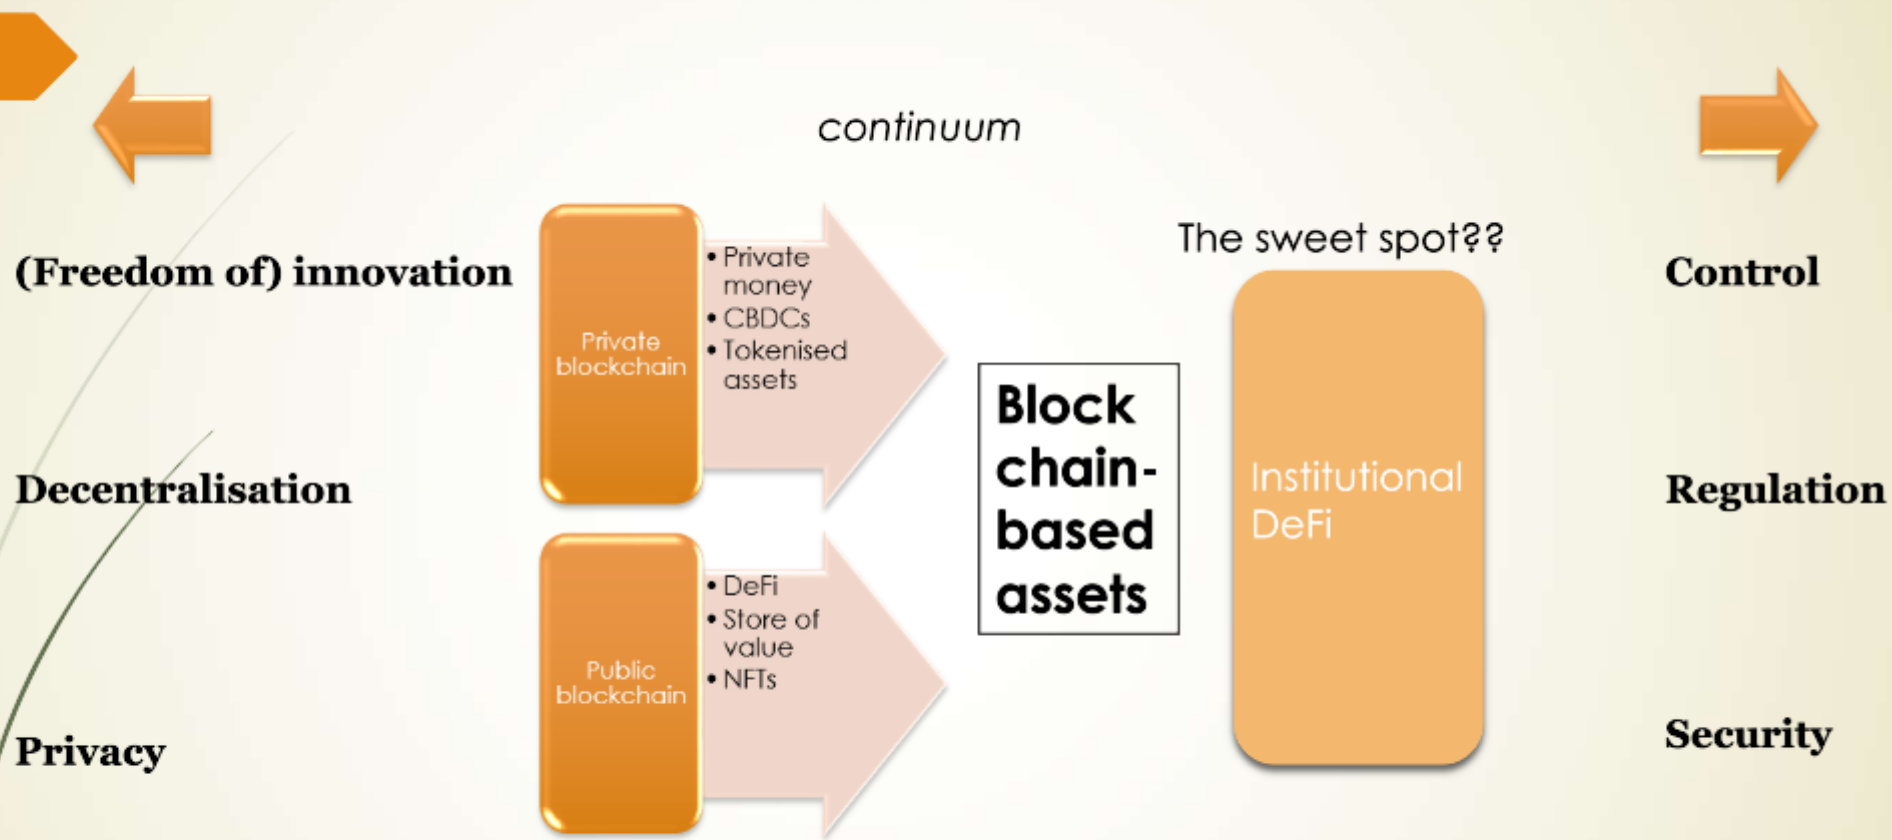 continuum
(Freedom of) innovation
Decentralisation
Privacy
Private
blockchain
• Private
money
• CBDCs
• Tokenised
assets
Public
blockchain
• DeFi
• Store of
value
• NFTs
Block
chain-
based
assets
The sweet spot??
Institutional
DeFi
Control
Regulation
Security